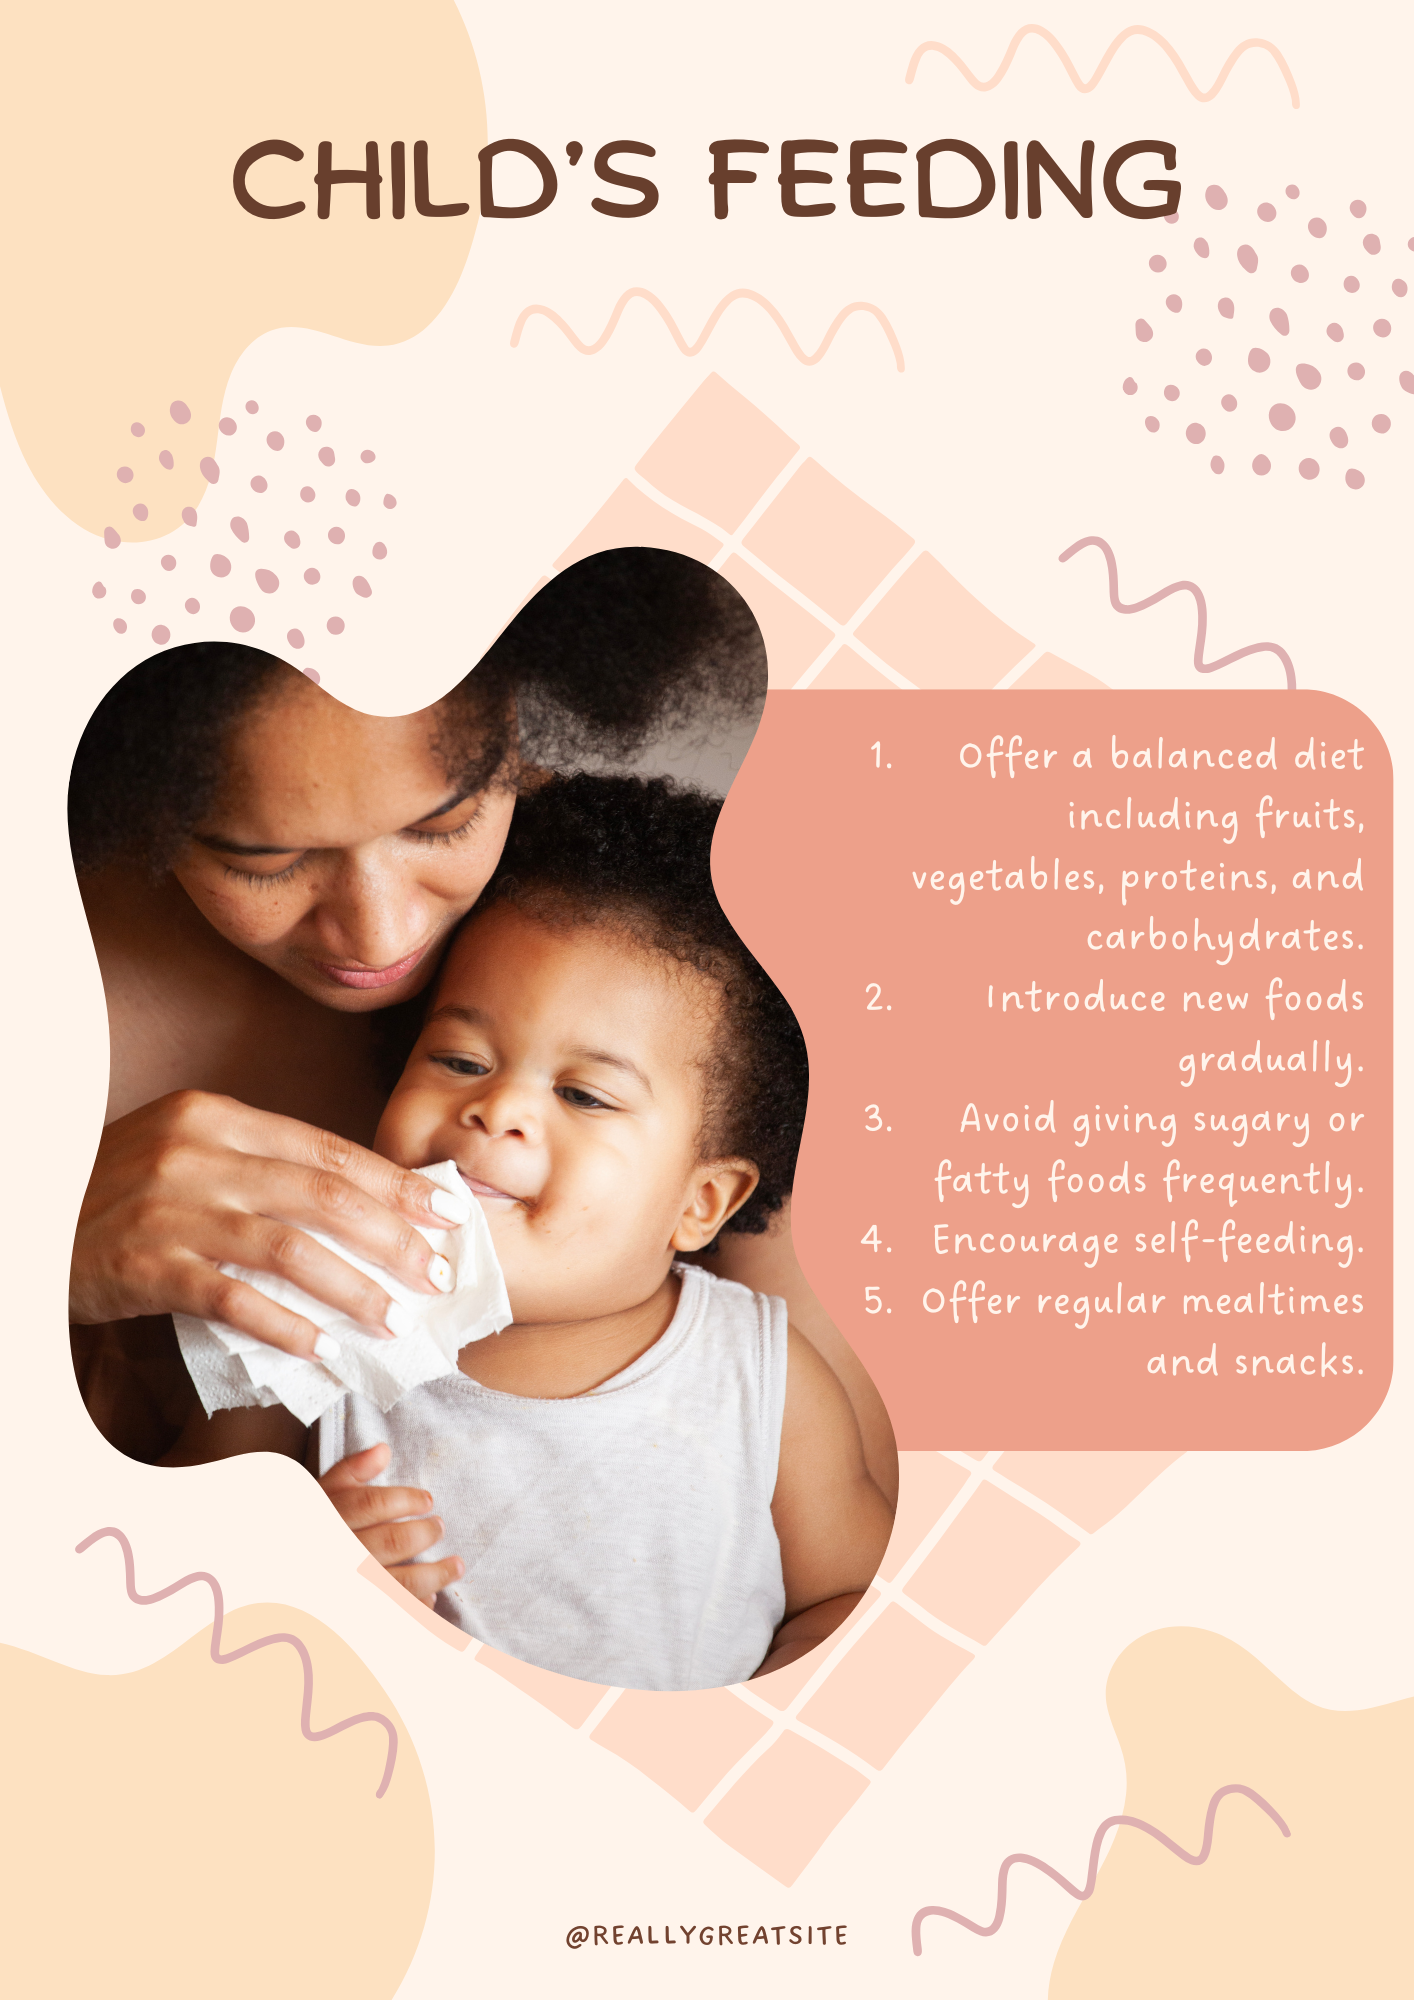 CHILD'S FEEDING
1. Offer a balanced diet
including fruits,
vegetables, proteins, and
carbohydrates.
2. Introduce new foods
gradually.
3. Avoid giving sugary or
fatty foods frequently.
4. Encourage self-feeding.
5. Offer regular mealtimes
and snacks.
@REALLYGREATSITE